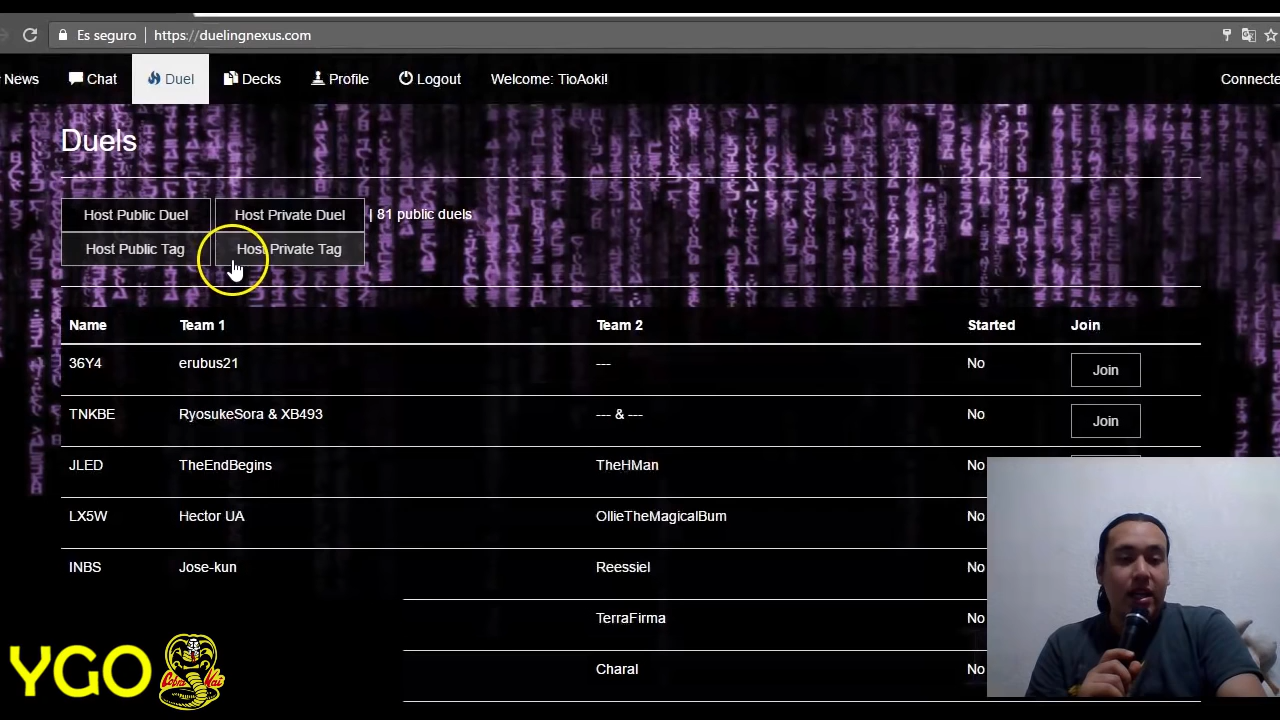 Es seguro | https://duelingnexus.com
News Chat Duel Decks Profile Logout Welcome: TioAoki!
Duels
Host Public Duel Host Private Duel | 81 public duels
Host Public Tag Host Private Tag
Name Team 1 Team 2 Started Join
36Y4 erubus21 --- No Join
TNKBE RyosukeSora & XB493 --- & --- No Join
JLED TheEndBegins TheHMan No
LX5W Hector UA OllieTheMagicalBum No
INBS Jose-kun Reessiel No
TerraFirma No
Charal No
YGO Cobra Kai